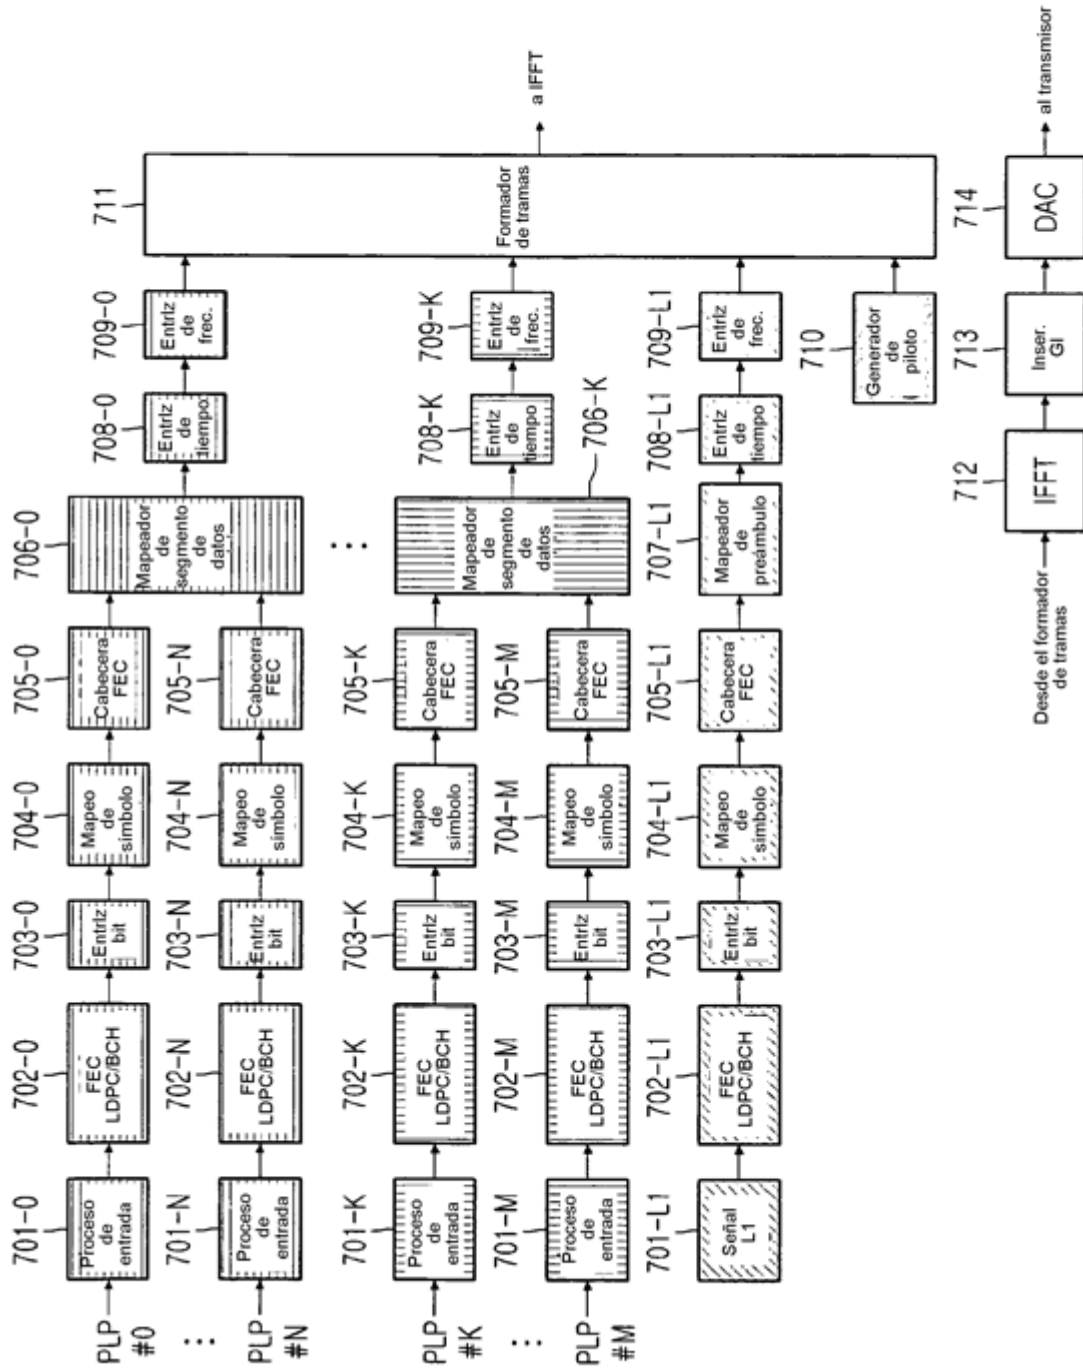 701-0
702-0
703-0
704-0
705-0
706-0
708-0
709-0
711
PLP
#0
Proceso
de
entrada
FEC
LDPC/BCH
Entrlz
bit
Mapeo
de
símbolo
Cabecera
FEC
Mapeador
de
segmento
de
datos
Entrlz
de
tiempo
Entrlz
de
frec.
Formador
de tramas
a IFFT
701-N
702-N
703-N
704-N
705-N
PLP
#N
Proceso
de
entrada
FEC
LDPC/BCH
Entrlz
bit
Mapeo
de
símbolo
Cabecera
FEC
701-K
702-K
703-K
704-K
705-K
708-K
709-K
PLP
#K
Proceso
de
entrada
FEC
LDPC/BCH
Entrlz
bit
Mapeo
de
símbolo
Cabecera
FEC
Mapeador
de
segmento
de
datos
Entrlz
de
tiempo
Entrlz
de
frec.
706-K
701-M
702-M
703-M
704-M
705-M
PLP
#M
Proceso
de
entrada
FEC
LDPC/BCH
Entrlz
bit
Mapeo
de
símbolo
Cabecera
FEC
701-L1
702-L1
703-L1
704-L1
705-L1
707-L1
708-L1
709-L1
Señal
L1
FEC
LDPC/BCH
Entrlz
bit
Mapeo
de
símbolo
Cabecera
FEC
Mapeador
de
preámbulo
Entrlz
de
tiempo
Entrlz
de
frec.
710
Generador
de
piloto
712
713
714
Desde el formador
de tramas
IFFT
Inser.
GI
DAC
al transmisor